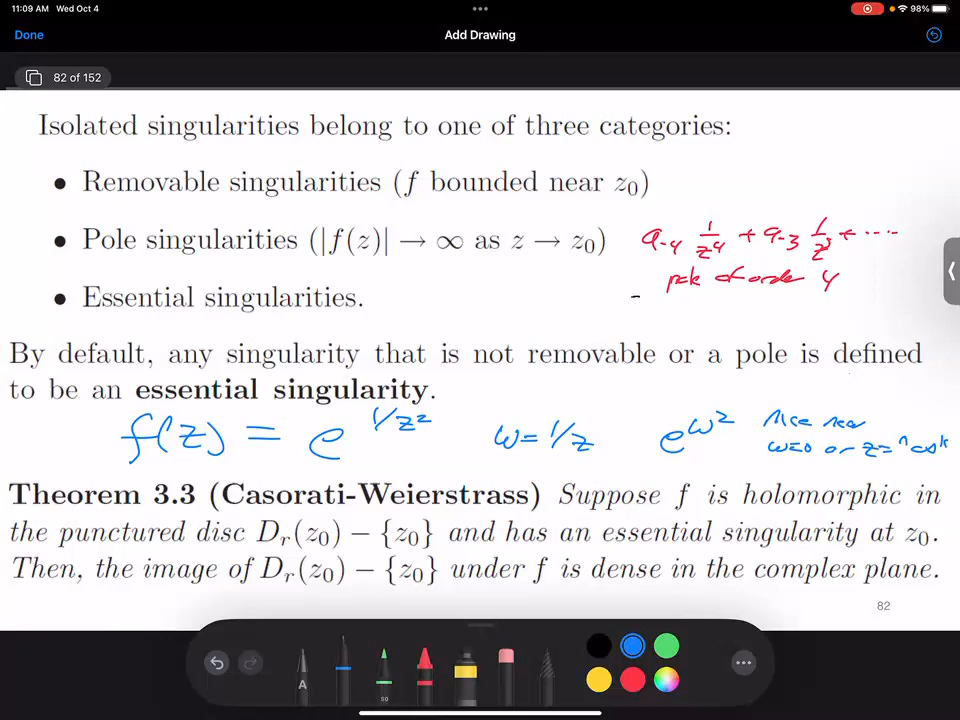 11:09 AM Wed Oct 4
98%
Done
Add Drawing
82 of 152
Isolated singularities belong to one of three categories:
• Removable singularities (f bounded near z₀)
• Pole singularities (|f(z)| → ∞ as z → z₀)
a₋₄ 1/z⁴ + a₋₃ 1/z³ + ....
pole of order 4
• Essential singularities.
By default, any singularity that is not removable or a pole is defined
to be an essential singularity.
f(z) = e^{1/z²} w = 1/z e^{w²} nice near
w=0 or z="∞"
Theorem 3.3 (Casorati-Weierstrass) Suppose f is holomorphic in
the punctured disc Dᵣ(z₀) − {z₀} and has an essential singularity at z₀.
Then, the image of Dᵣ(z₀) − {z₀} under f is dense in the complex plane.
82
A
50